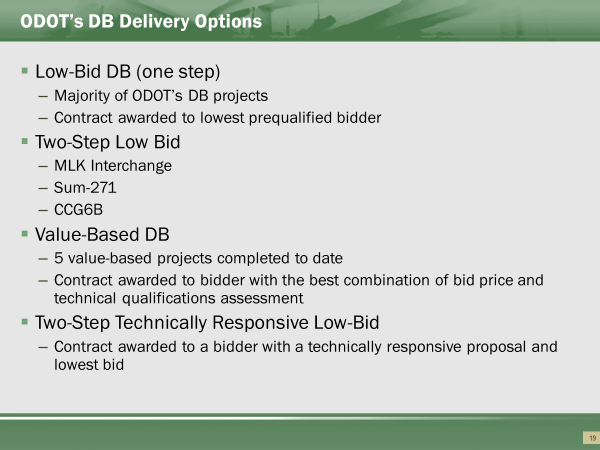 ODOT's DB Delivery Options
▪ Low-Bid DB (one step)
– Majority of ODOT's DB projects
– Contract awarded to lowest prequalified bidder
▪ Two-Step Low Bid
– MLK Interchange
– Sum-271
– CCG6B
▪ Value-Based DB
– 5 value-based projects completed to date
– Contract awarded to bidder with the best combination of bid price and
technical qualifications assessment
▪ Two-Step Technically Responsive Low-Bid
– Contract awarded to a bidder with a technically responsive proposal and
lowest bid
19